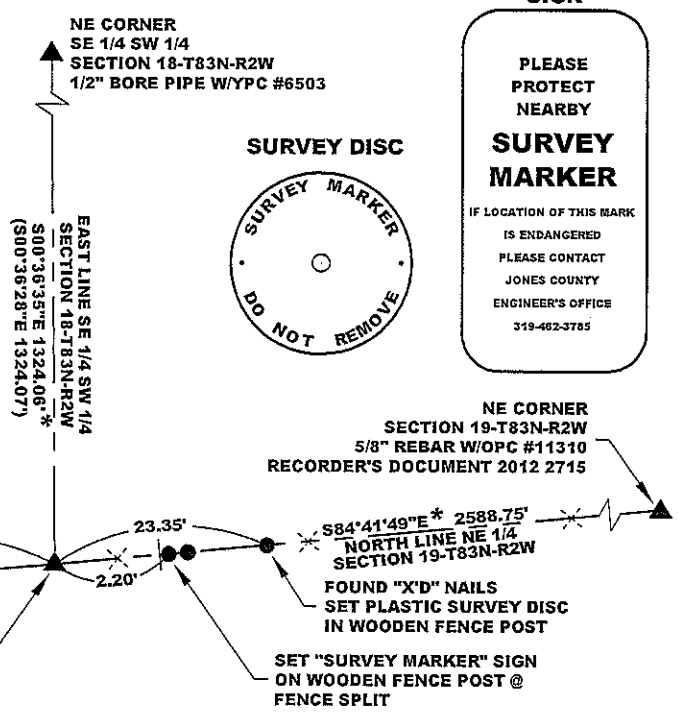 NE CORNER
SE 1/4 SW 1/4
SECTION 18-T83N-R2W
1/2" BORE PIPE W/YPC #6503
SURVEY DISC
SURVEY MARKER
DO NOT REMOVE
PLEASE
PROTECT
NEARBY
SURVEY
MARKER
IF LOCATION OF THIS MARK
IS ENDANGERED
PLEASE CONTACT
JONES COUNTY
ENGINEER'S OFFICE
319-462-3785
EAST LINE SE 1/4 SW 1/4
SECTION 18-T83N-R2W
S00°36'35"E 1324.06'*
(S00°36'28"E 1324.07')
NE CORNER
SECTION 19-T83N-R2W
5/8" REBAR W/OPC #11310
RECORDER'S DOCUMENT 2012 2715
23.35'
2.20'
S84°41'49"E* 2588.75'
NORTH LINE NE 1/4
SECTION 19-T83N-R2W
FOUND "X'D" NAILS
SET PLASTIC SURVEY DISC
IN WOODEN FENCE POST
SET "SURVEY MARKER" SIGN
ON WOODEN FENCE POST @
FENCE SPLIT